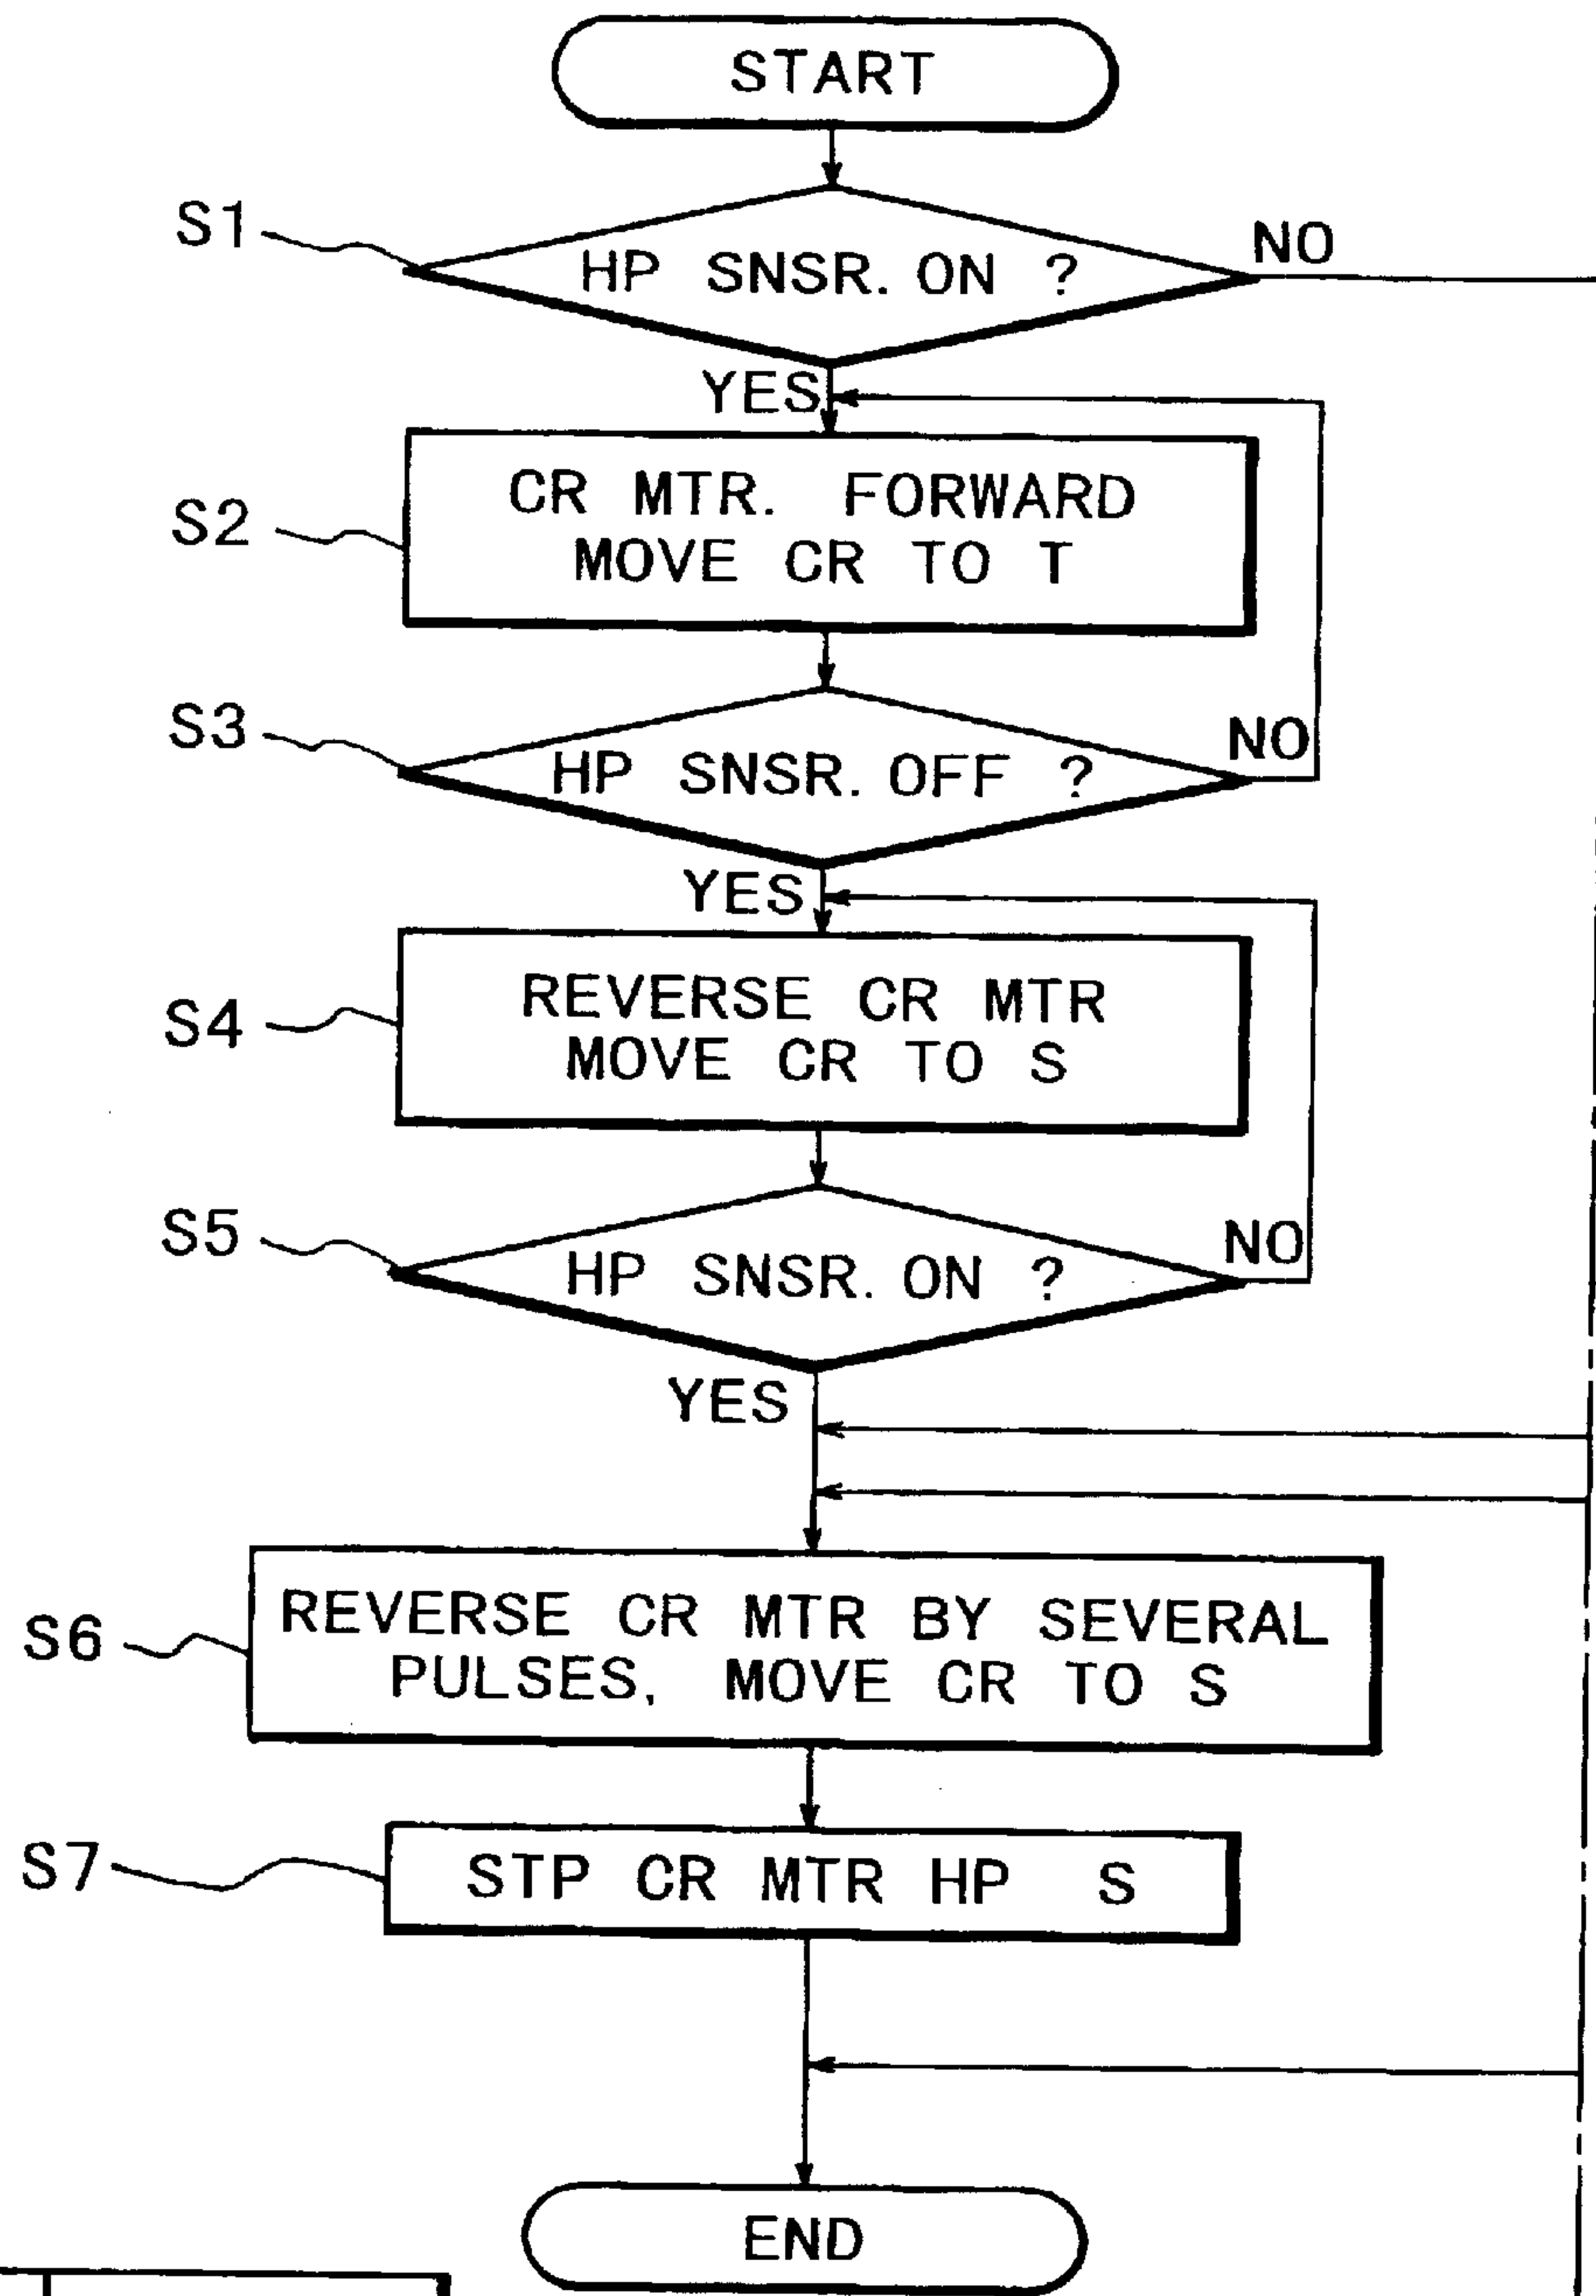 START
S1
HP SNSR. ON ?
NO
YES
S2
CR MTR. FORWARD
MOVE CR TO T
S3
HP SNSR. OFF ?
NO
YES
S4
REVERSE CR MTR
MOVE CR TO S
S5
HP SNSR. ON ?
NO
YES
S6
REVERSE CR MTR BY SEVERAL
PULSES, MOVE CR TO S
S7
STP CR MTR HP S
END